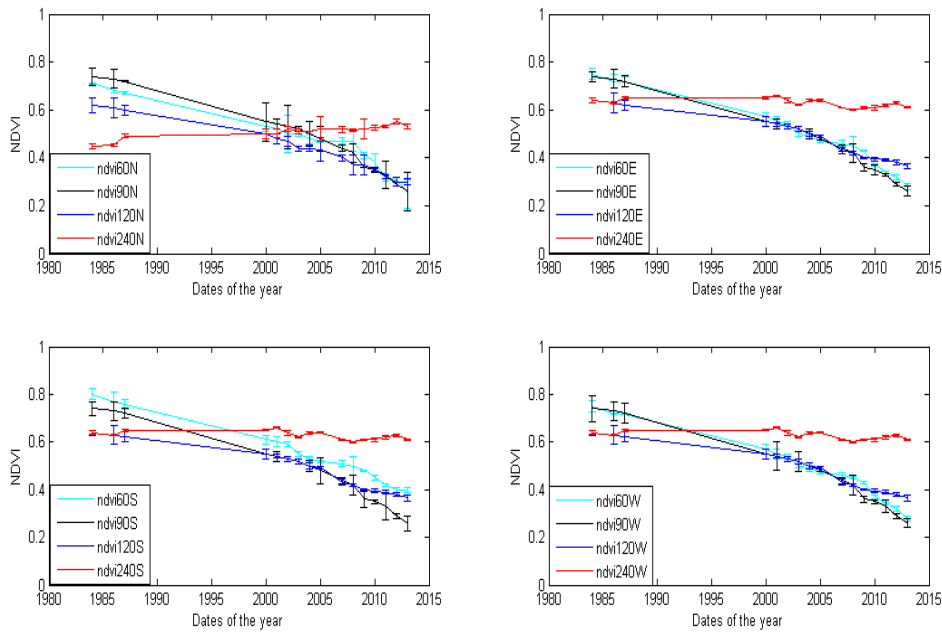 1
0.8
0.6
0.4
0.2
0
NDVI
ndvi60N
ndvi90N
ndvi120N
ndvi240N
1980 1985 1990 1995 2000 2005 2010 2015
Dates of the year
1
0.8
0.6
0.4
0.2
0
NDVI
ndvi60E
ndvi90E
ndvi120E
ndvi240E
1980 1985 1990 1995 2000 2005 2010 2015
Dates of the year
1
0.8
0.6
0.4
0.2
0
NDVI
ndvi60S
ndvi90S
ndvi120S
ndvi240S
1980 1985 1990 1995 2000 2005 2010 2015
Dates of the year
1
0.8
0.6
0.4
0.2
0
NDVI
ndvi60W
ndvi90W
ndvi120W
ndvi240W
1980 1985 1990 1995 2000 2005 2010 2015
Dates of the year